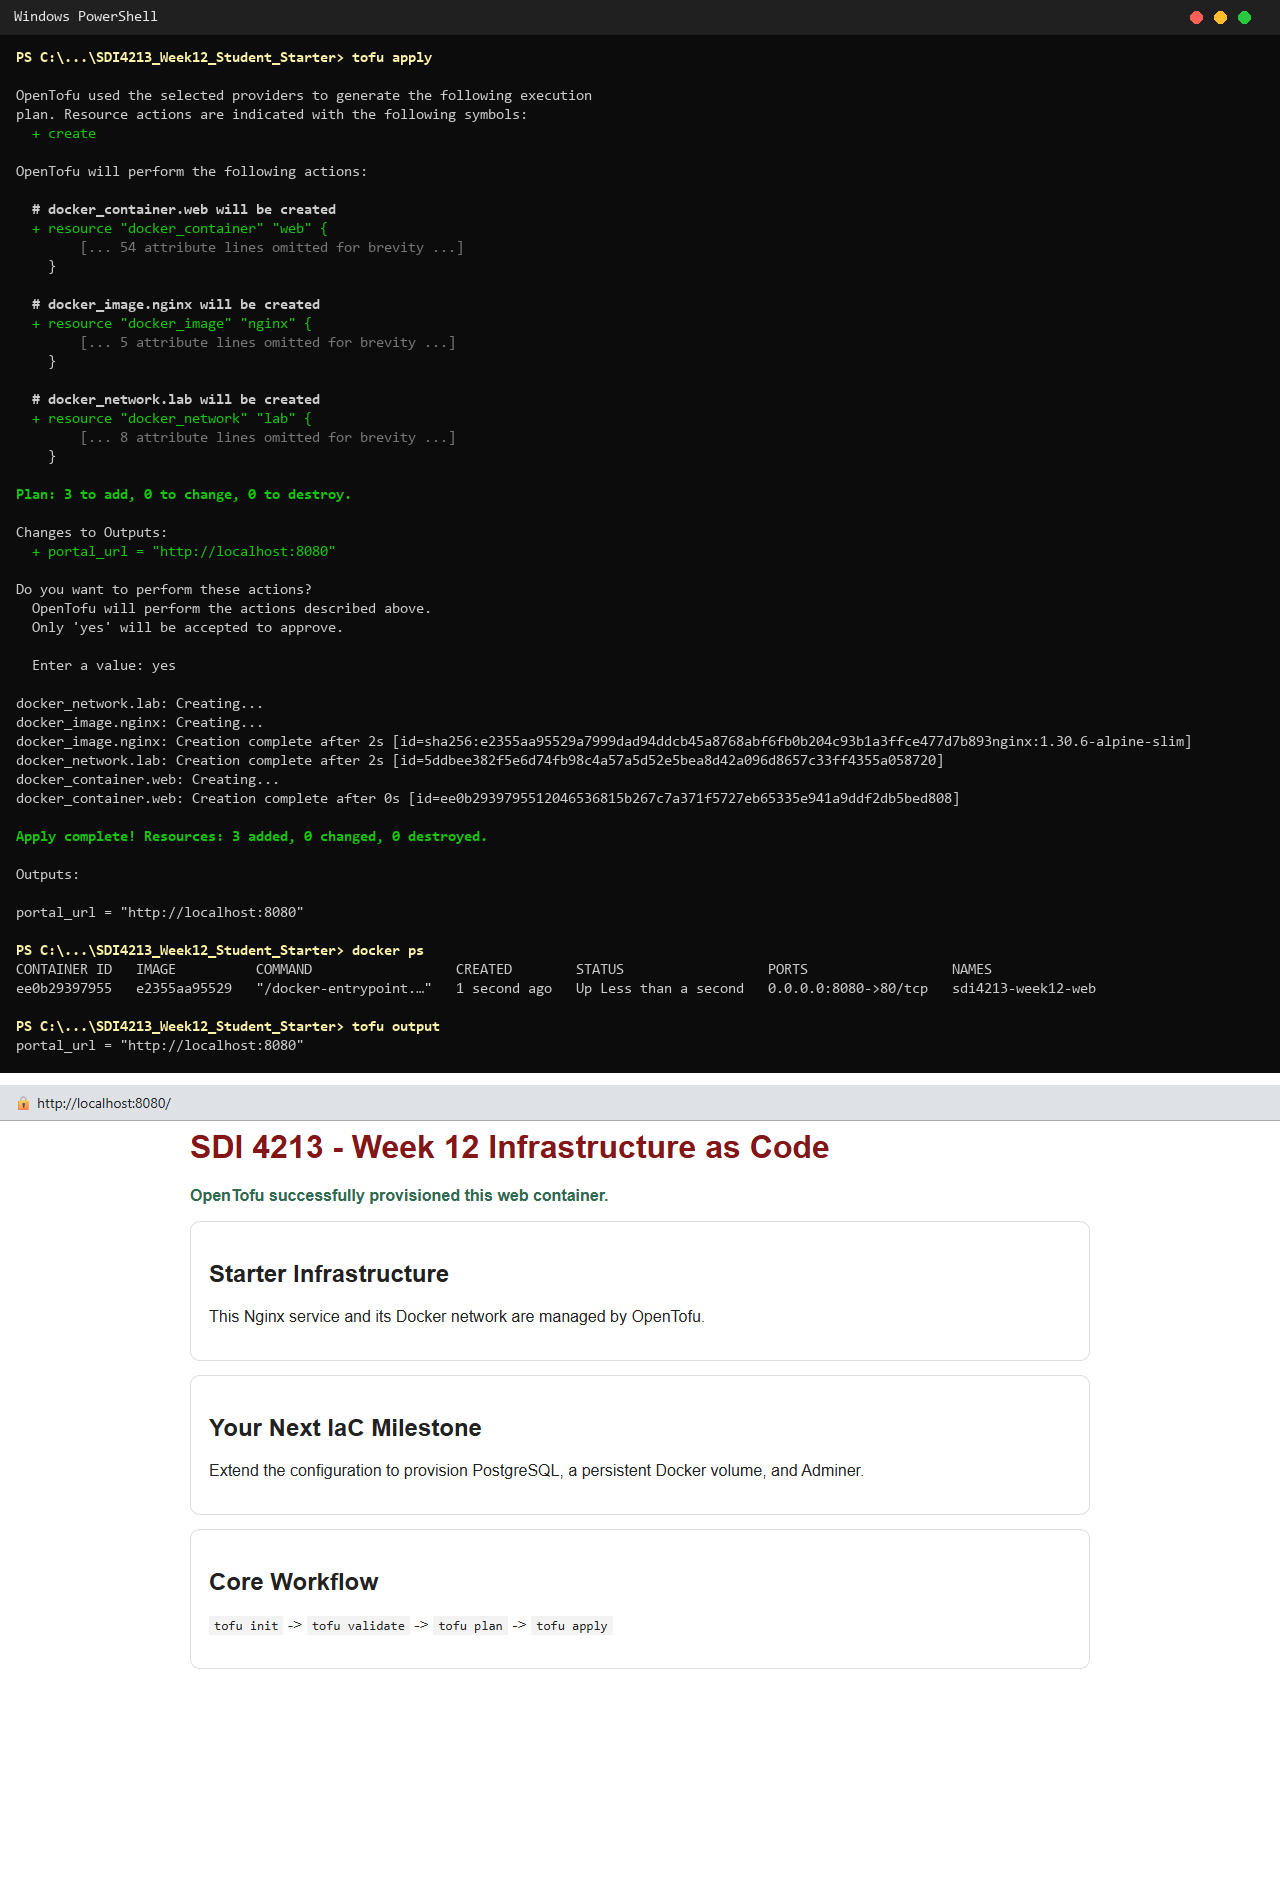 Windows PowerShell
PS C:\...\SDI4213_Week12_Student_Starter> tofu apply
OpenTofu used the selected providers to generate the following execution
plan. Resource actions are indicated with the following symbols:
+ create
OpenTofu will perform the following actions:
# docker_container.web will be created
+ resource "docker_container" "web" {
[... 54 attribute lines omitted for brevity ...]
}
# docker_image.nginx will be created
+ resource "docker_image" "nginx" {
[... 5 attribute lines omitted for brevity ...]
}
# docker_network.lab will be created
+ resource "docker_network" "lab" {
[... 8 attribute lines omitted for brevity ...]
}
Plan: 3 to add, 0 to change, 0 to destroy.
Changes to Outputs:
+ portal_url = "http://localhost:8080"
Do you want to perform these actions?
OpenTofu will perform the actions described above.
Only 'yes' will be accepted to approve.
Enter a value: yes
docker_network.lab: Creating...
docker_image.nginx: Creating...
docker_image.nginx: Creation complete after 2s [id=sha256:e2355aa95529a7999dad94ddcb45a8768abf6fb0b204c93b1a3ffce477d7b893nginx:1.30.6-alpine-slim]
docker_network.lab: Creation complete after 2s [id=5ddbee382f5e6d74fb98c4a57a5d52e5bea8d42a096d8657c33ff4355a058720]
docker_container.web: Creating...
docker_container.web: Creation complete after 0s [id=ee0b2939795512046536815b267c7a371f5727eb65335e941a9ddf2db5bed808]
Apply complete! Resources: 3 added, 0 changed, 0 destroyed.
Outputs:
portal_url = "http://localhost:8080"
PS C:\...\SDI4213_Week12_Student_Starter> docker ps
CONTAINER ID   IMAGE          COMMAND                  CREATED        STATUS                  PORTS                  NAMES
ee0b29397955   e2355aa95529   "/docker-entrypoint.…"   1 second ago   Up Less than a second   0.0.0.0:8080->80/tcp   sdi4213-week12-web
PS C:\...\SDI4213_Week12_Student_Starter> tofu output
portal_url = "http://localhost:8080"
http://localhost:8080/
SDI 4213 - Week 12 Infrastructure as Code
OpenTofu successfully provisioned this web container.
Starter Infrastructure
This Nginx service and its Docker network are managed by OpenTofu.
Your Next IaC Milestone
Extend the configuration to provision PostgreSQL, a persistent Docker volume, and Adminer.
Core Workflow
tofu init -> tofu validate -> tofu plan -> tofu apply